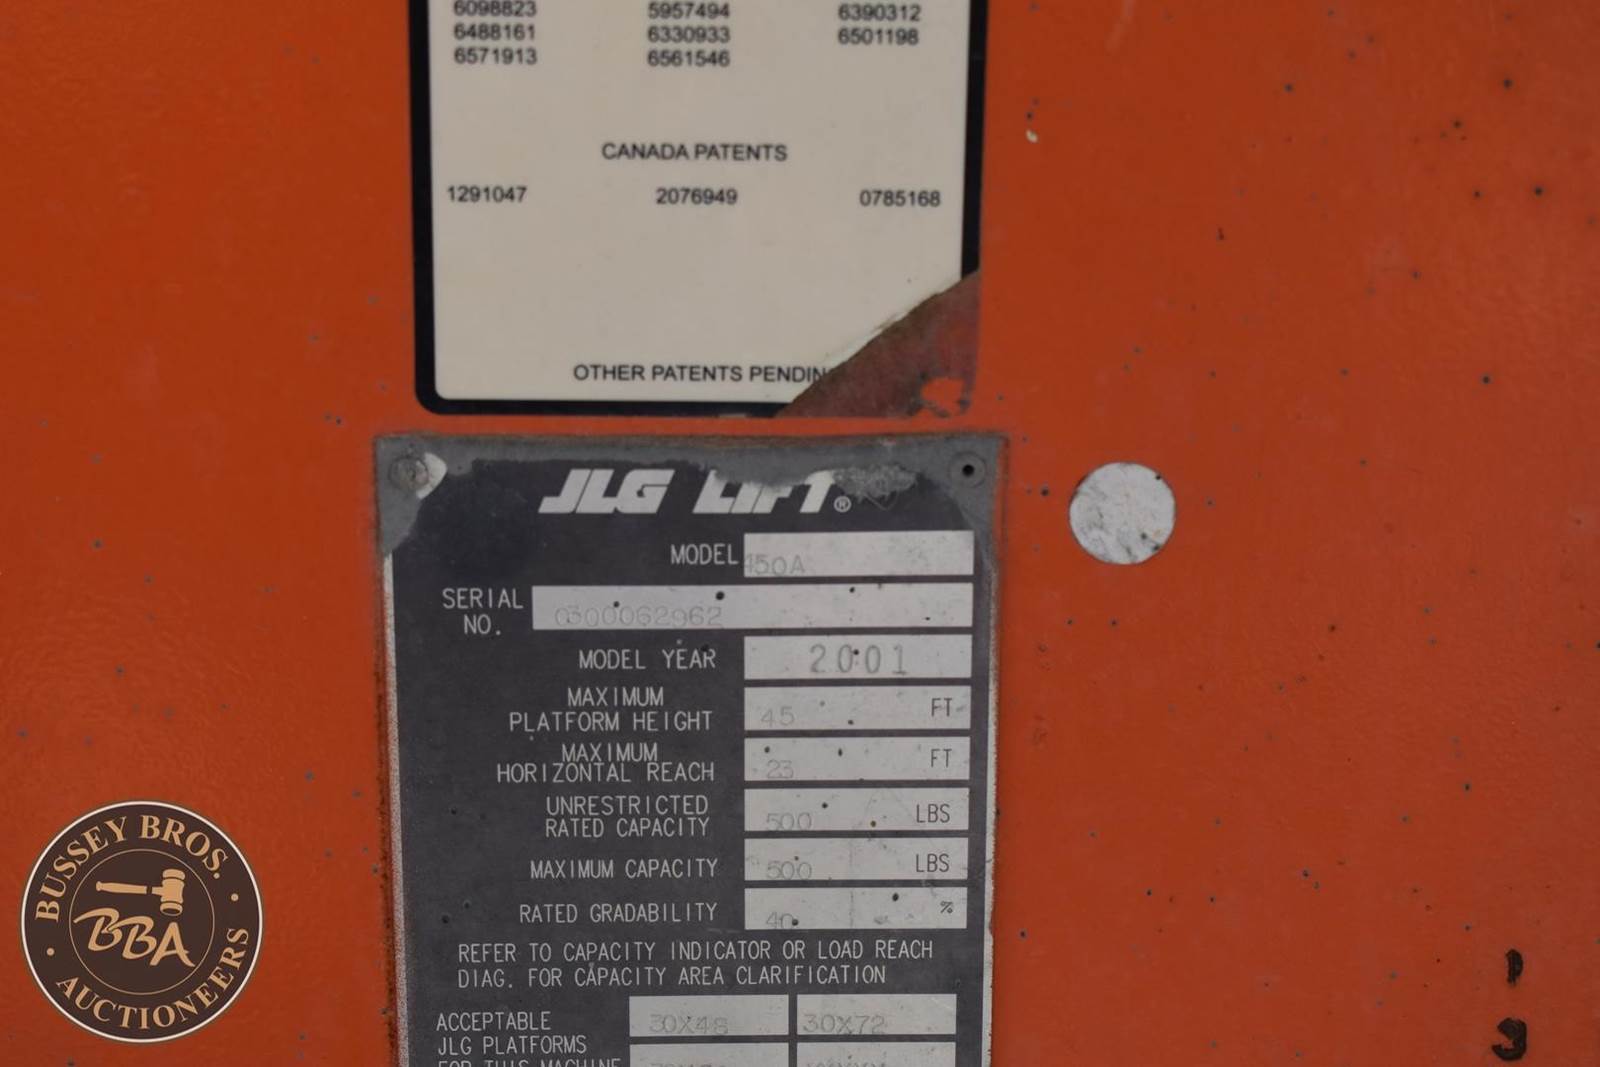 6098823 5957494 6390312
6488161 6330933 6501198
6571913 6561546
CANADA PATENTS
1291047 2076949 0785168
OTHER PATENTS PENDIN
JLG LIFT®
MODEL 450A
SERIAL NO. 0300062962
MODEL YEAR 2001
MAXIMUM
PLATFORM HEIGHT 45 FT
MAXIMUM
HORIZONTAL REACH 23 FT
UNRESTRICTED
RATED CAPACITY 500 LBS
MAXIMUM CAPACITY 500 LBS
RATED GRADABILITY 40 %
REFER TO CAPACITY INDICATOR OR LOAD REACH
DIAG. FOR CAPACITY AREA CLARIFICATION
ACCEPTABLE 30X48 30X72
JLG PLATFORMS
FOR THIS MACHINE
BUSSEY BROS.
BBA
AUCTIONEERS